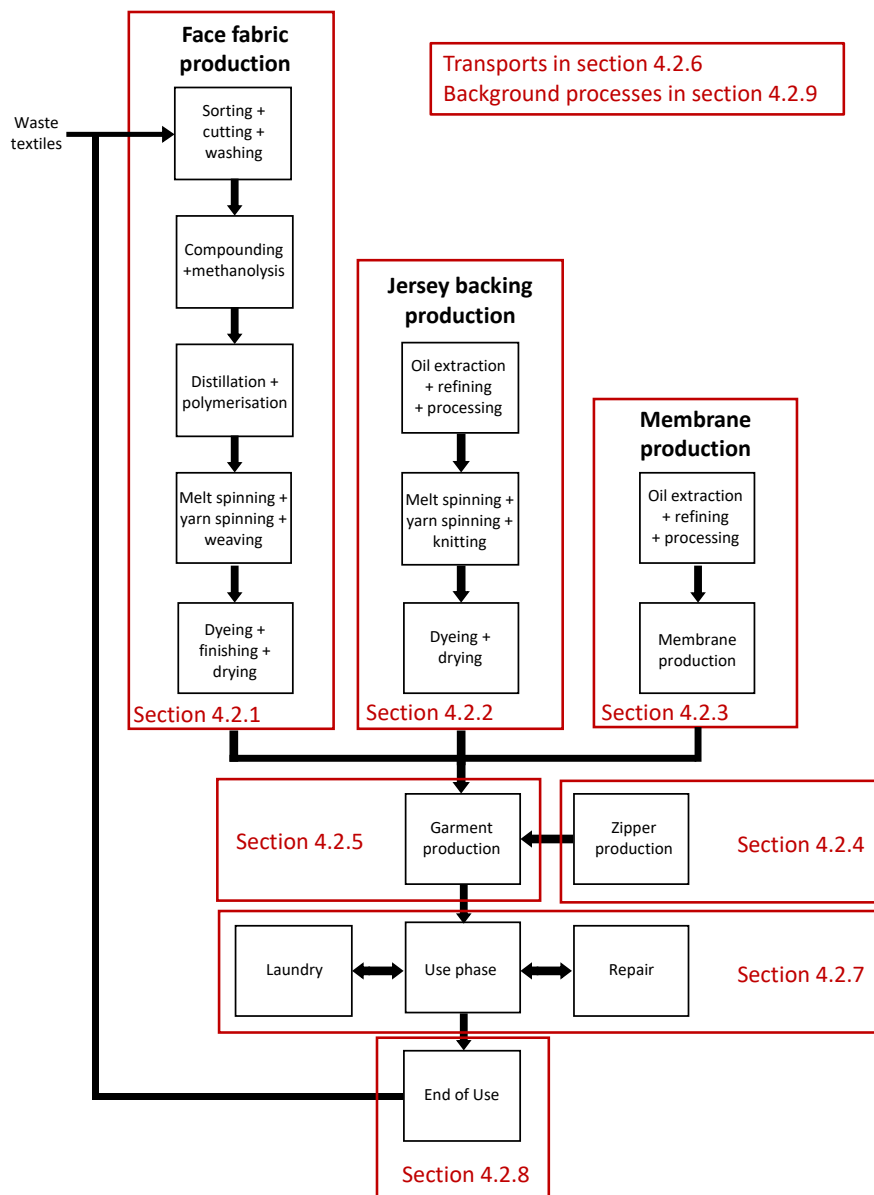 Face fabric
production
Transports in section 4.2.6
Background processes in section 4.2.9
Waste
textiles
Sorting +
cutting +
washing
Compounding
+methanolysis
Distillation +
polymerisation
Melt spinning +
yarn spinning +
weaving
Dyeing +
finishing +
drying
Section 4.2.1
Jersey backing
production
Oil extraction
+ refining
+ processing
Melt spinning +
yarn spinning +
knitting
Dyeing +
drying
Section 4.2.2
Membrane
production
Oil extraction
+ refining
+ processing
Membrane
production
Section 4.2.3
Section 4.2.5
Garment
production
Zipper
production
Section 4.2.4
Laundry
Use phase
Repair
Section 4.2.7
End of Use
Section 4.2.8